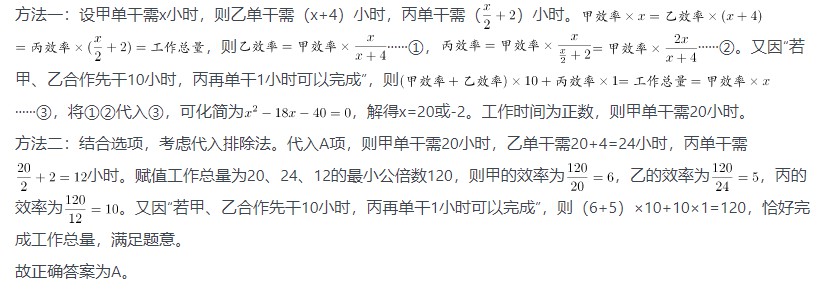 方法一：设甲单干需x小时，则乙单干需（x+4）小时，丙单干需（$\frac{x}{2}+2$）小时。甲效率×x=乙效率×(x+4)
=丙效率×($\frac{x}{2}+2$)=工作总量，则乙效率=甲效率×$\frac{x}{x+4}$……①，丙效率=甲效率×$\frac{x}{\frac{x}{2}+2}$=甲效率×$\frac{2x}{x+4}$……②。又因“若
甲、乙合作先干10小时，丙再单干1小时可以完成”，则(甲效率+乙效率)×10+丙效率×1=工作总量=甲效率×x
……③，将①②代入③，可化简为$x^2-18x-40=0$，解得x=20或-2。工作时间为正数，则甲单干需20小时。
方法二：结合选项，考虑代入排除法。代入A项，则甲单干需20小时，乙单干需20+4=24小时，丙单干需
$\frac{20}{2}+2=12$小时。赋值工作总量为20、24、12的最小公倍数120，则甲的效率为$\frac{120}{20}=6$，乙的效率为$\frac{120}{24}=5$，丙的
效率为$\frac{120}{12}=10$。又因“若甲、乙合作先干10小时，丙再单干1小时可以完成”，则（6+5）×10+10×1=120，恰好完
成工作总量，满足题意。
故正确答案为A。